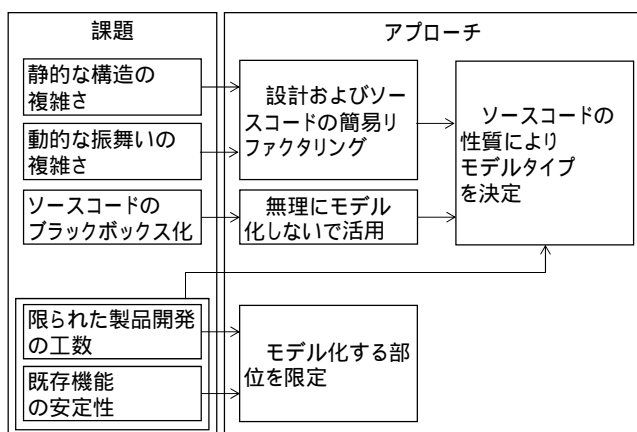 課題
アプローチ
静的な構造の
複雑さ
動的な振舞いの
複雑さ
ソースコードの
ブラックボックス化
限られた製品開発
の工数
既存機能
の安定性
設計およびソー
スコードの簡易リ
ファクタリング
無理にモデル
化しないで活用
モデル化する部
位を限定
ソースコードの
性質により
モデルタイプ
を決定